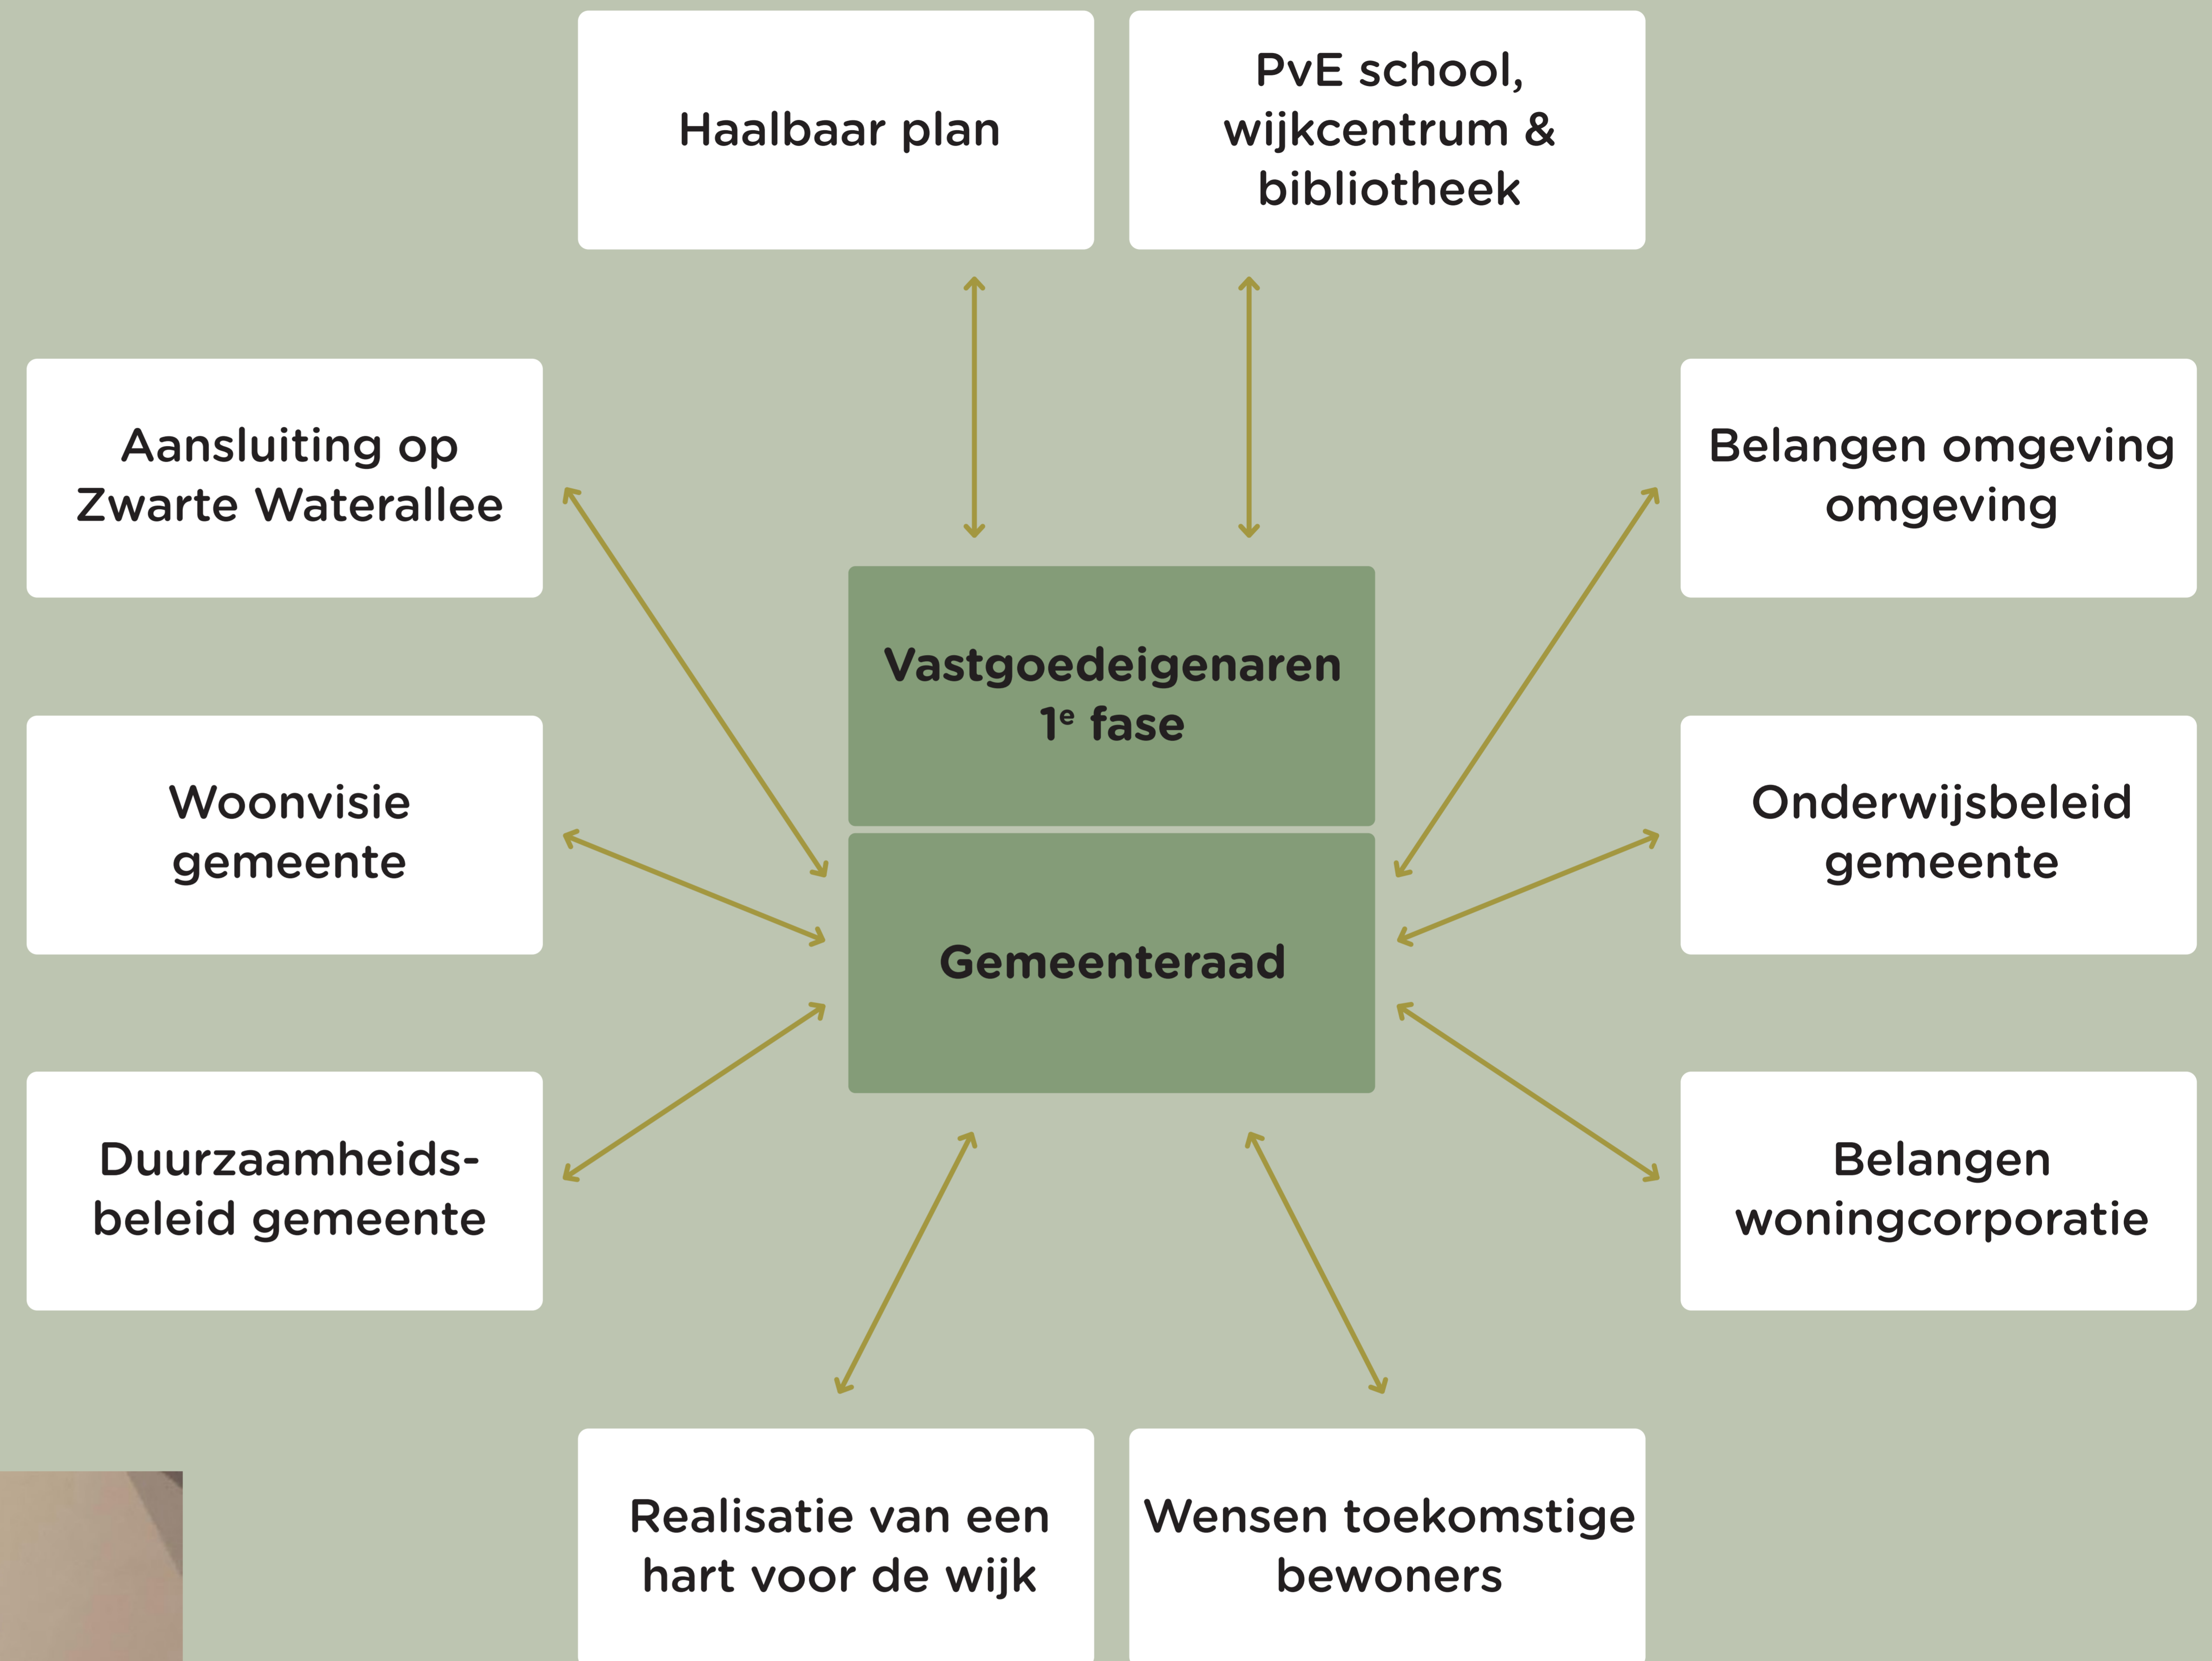 Haalbaar plan
PvE school,
wijkcentrum &
bibliotheek
Aansluiting op
Zwarte Waterallee
Belangen omgeving
omgeving
Vastgoedeigenaren
1e fase
Woonvisie
gemeente
Onderwijsbeleid
gemeente
Gemeenteraad
Duurzaamheids-
beleid gemeente
Belangen
woningcorporatie
Realisatie van een
hart voor de wijk
Wensen toekomstige
bewoners